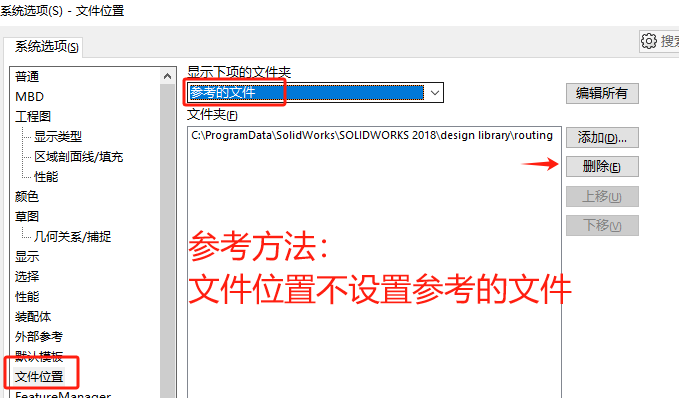 系统选项(S) - 文件位置
系统选项(S)
搜索
普通
MBD
工程图
显示类型
区域剖面线/填充
性能
颜色
草图
几何关系/捕捉
显示
选择
性能
装配体
外部参考
默认模板
文件位置
FeatureManager
显示下项的文件夹
参考的文件
编辑所有
文件夹(F)
C:\ProgramData\SolidWorks\SOLIDWORKS 2018\design library\routing
添加(D)...
删除(E)
上移(U)
下移(V)
参考方法：
文件位置不设置参考的文件